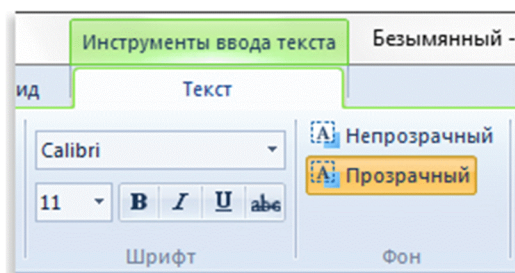 Инструменты ввода текста Безымянный -
ид Текст
Calibri Непрозрачный
Прозрачный
11 B I U abc
Шрифт Фон